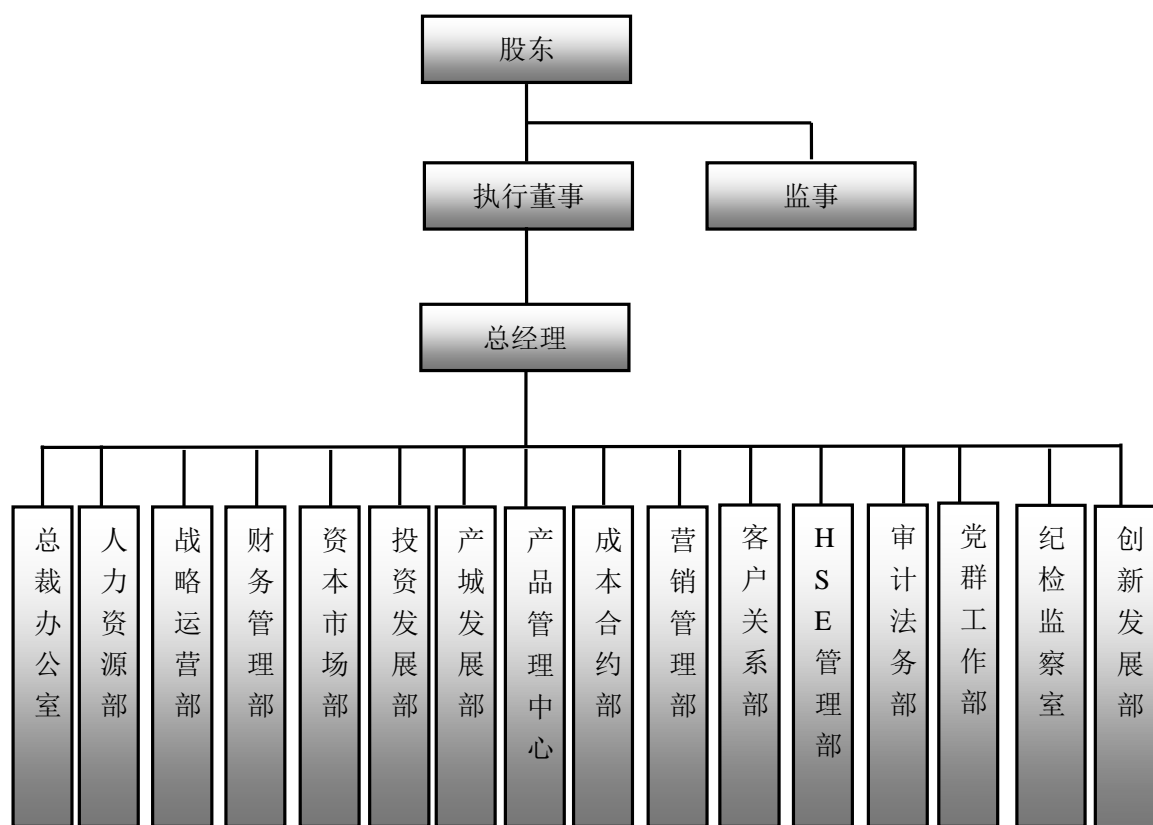 股东
执行董事
监事
总经理
总裁办公室
人力资源部
战略运营部
财务管理部
资本市场部
投资发展部
产城发展部
产品管理中心
成本合约部
营销管理部
客户关系部
HSE管理部
审计法务部
党群工作部
纪检监察室
创新发展部